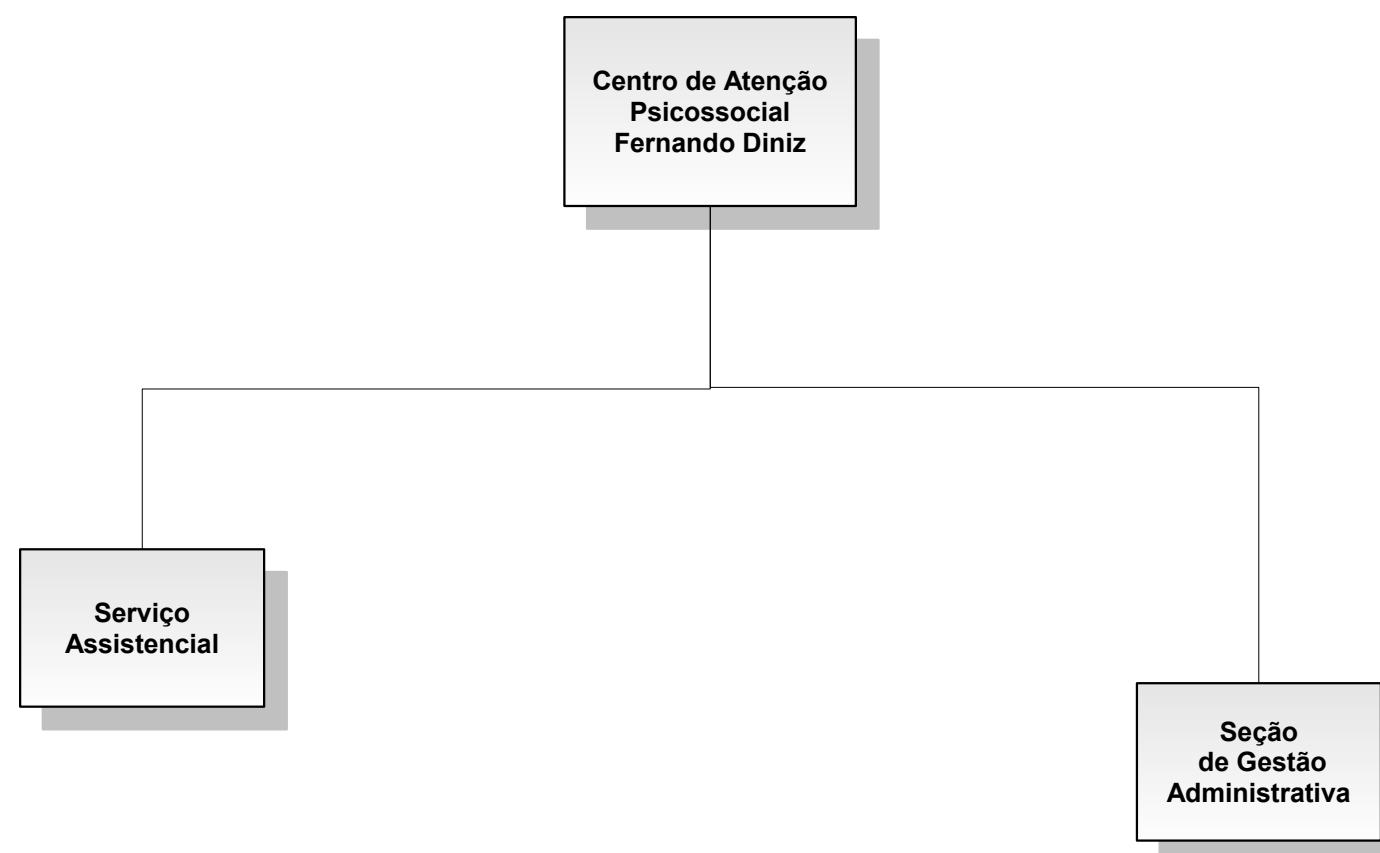 Centro de Atenção
Psicossocial
Fernando Diniz
Serviço
Assistencial
Seção
de Gestão
Administrativa